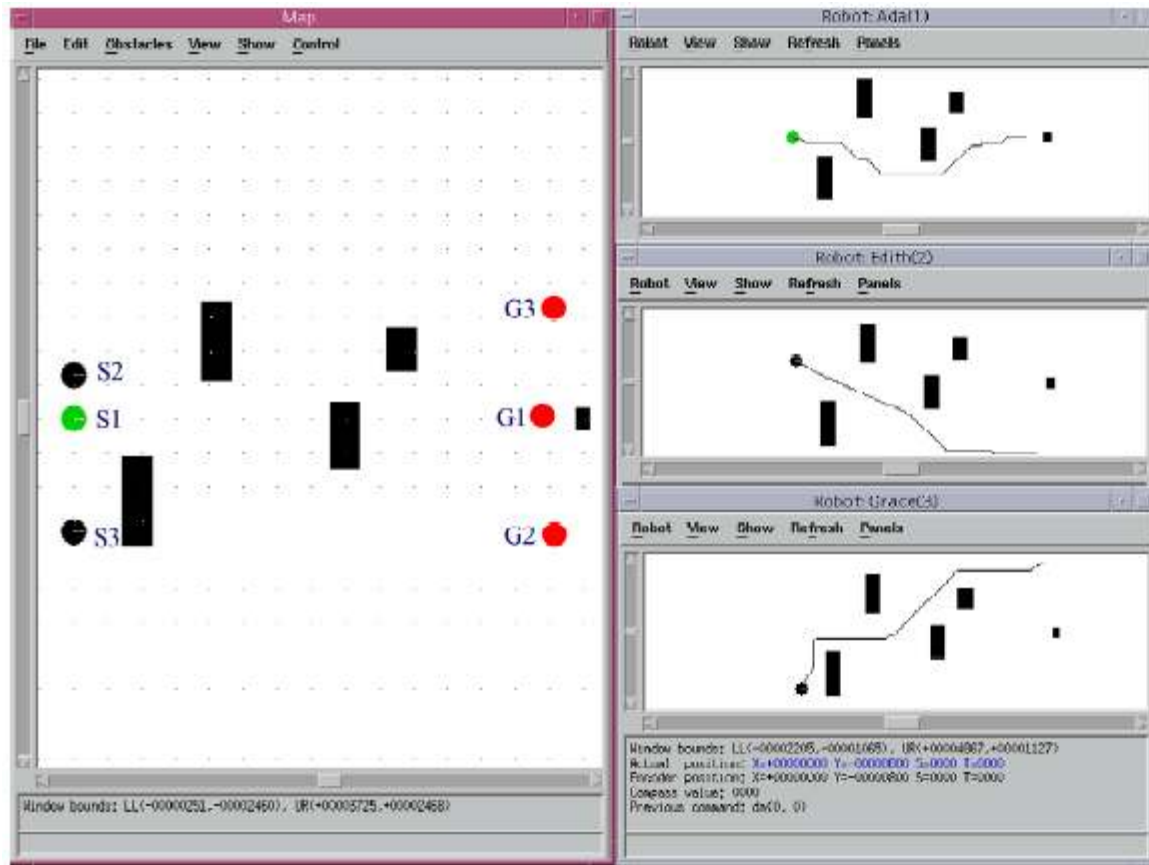 Map
File Edit Obstacles View Show Control
G3
S2
S1
G1
S3
G2
Window bounds: LL(-00000251,-00002460), UR(+00003725,+00002468)
Robot: Ada(1)
Robot View Show Refresh Panels
Robot: Edith(2)
Robot View Show Refresh Panels
Robot: Grace(3)
Robot View Show Refresh Panels
Window bounds: LL(-00002205,-00001065), UR(+00004867,+00001127)
Actual position: X=+00000000 Y=-00000800 S=0000 T=0000
Encoder position: X=+00000000 Y=-00000800 S=0000 T=0000
Compass value: 0000
Previous command: da(0, 0)